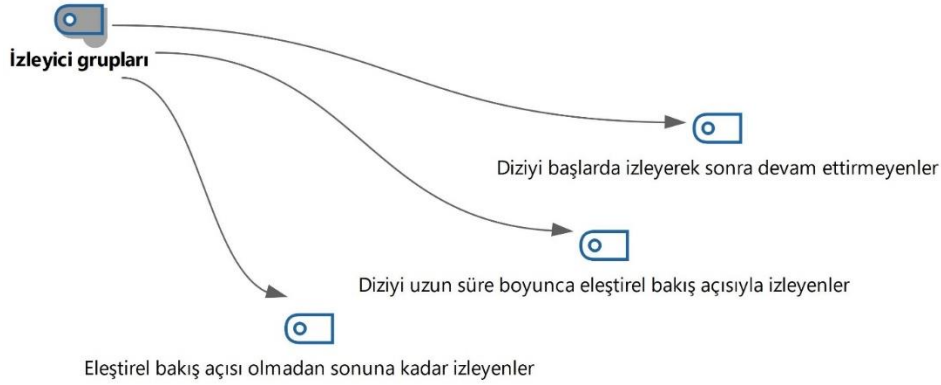 İzleyici grupları
Diziyi başlarda izleyerek sonra devam ettirmeyenler
Diziyi uzun süre boyunca eleştirel bakış açısıyla izleyenler
Eleştirel bakış açısı olmadan sonuna kadar izleyenler